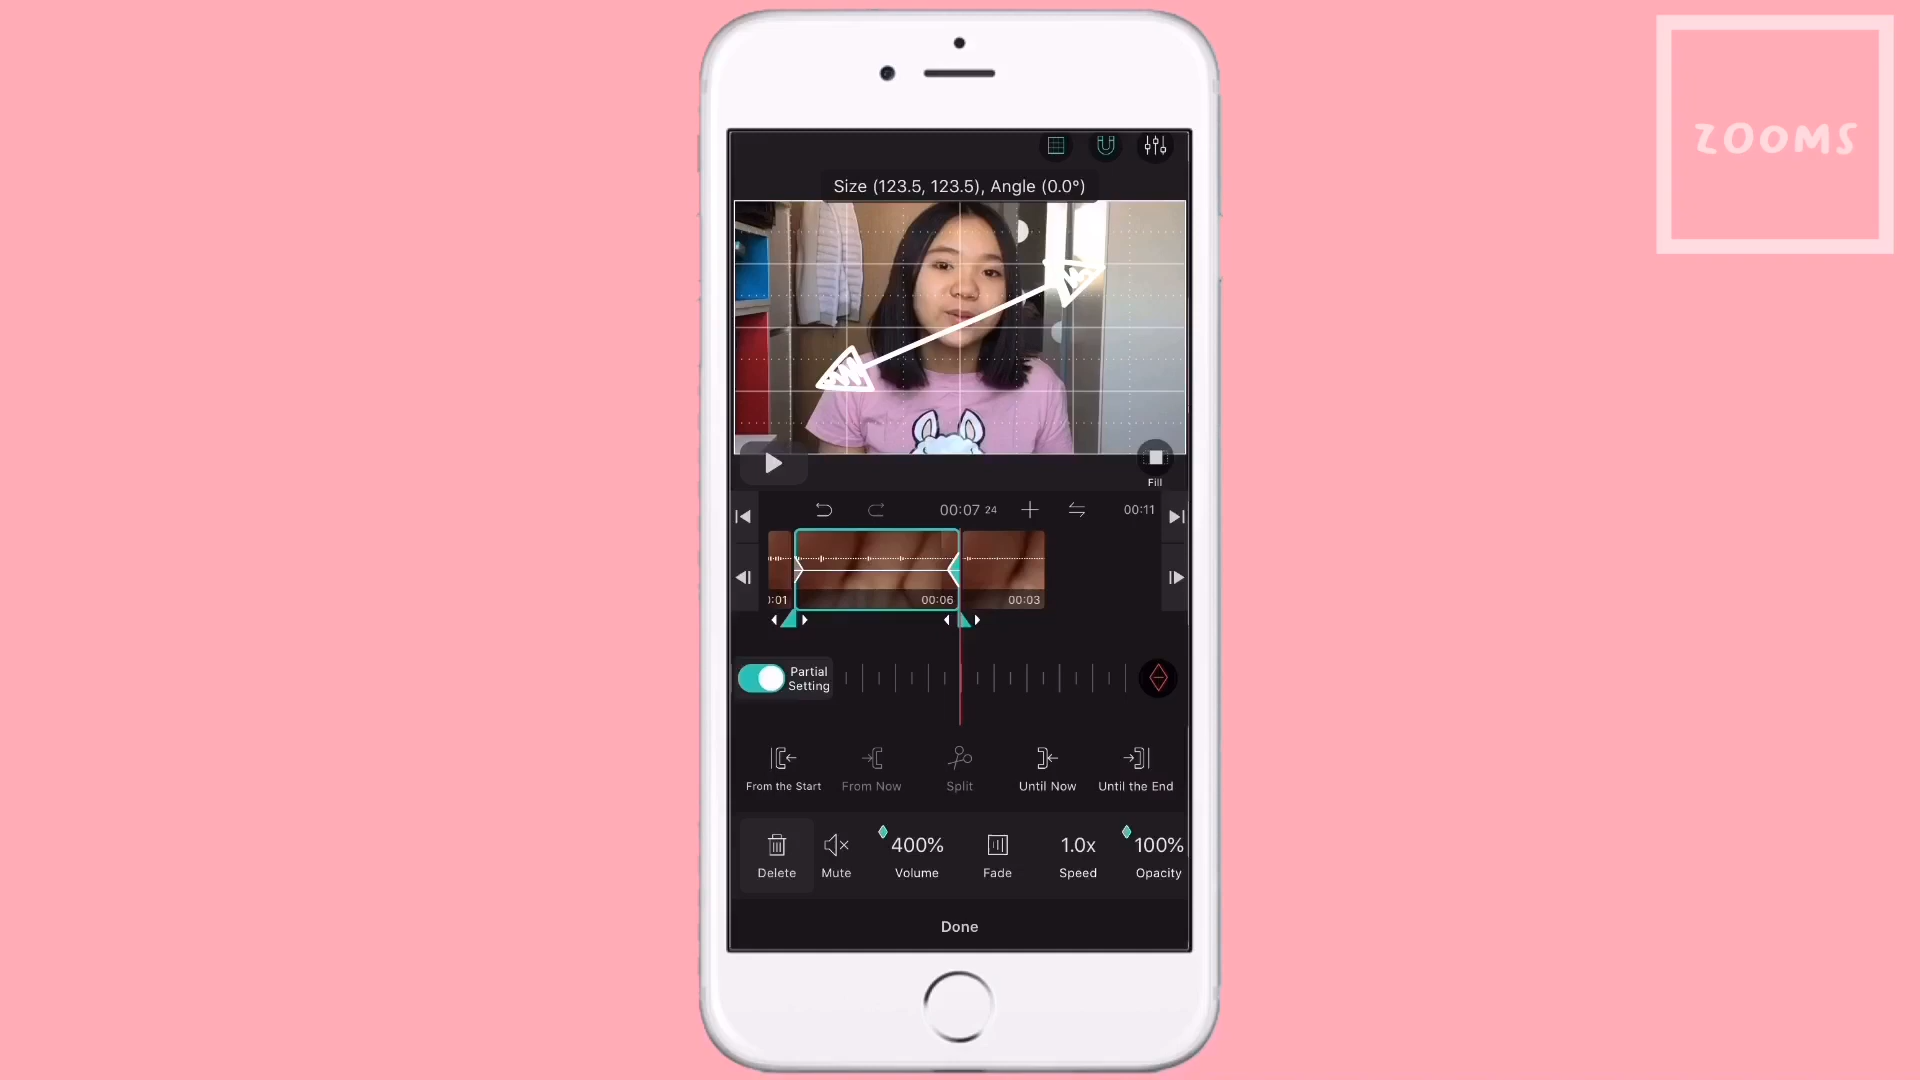 ZOOMS
Size (123.5, 123.5), Angle (0.0°)
Fill
00:07 24
00:11
):01
00:06
00:03
Partial
Setting
From the Start
From Now
Split
Until Now
Until the End
400%
1.0x
100%
Delete
Mute
Volume
Fade
Speed
Opacity
Done